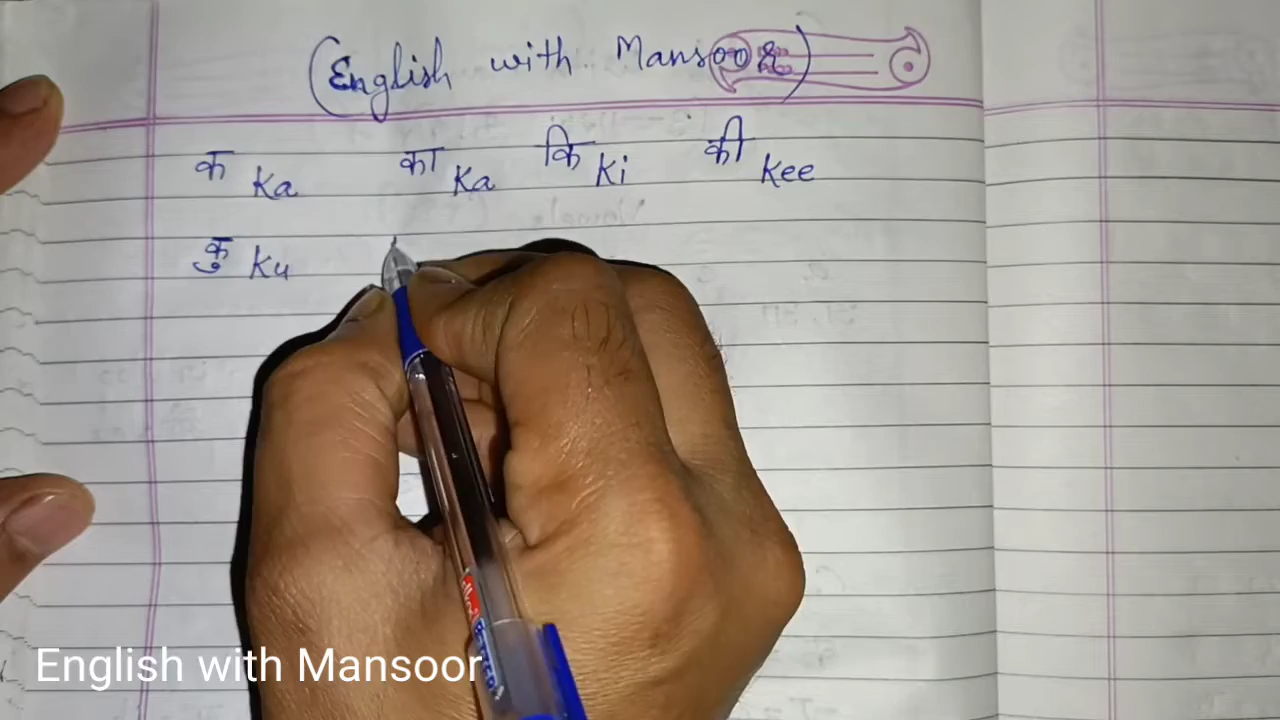 (English with Mansoor)
क Ka का Ka कि Ki की Kee
कु Ku
English with Mansoor